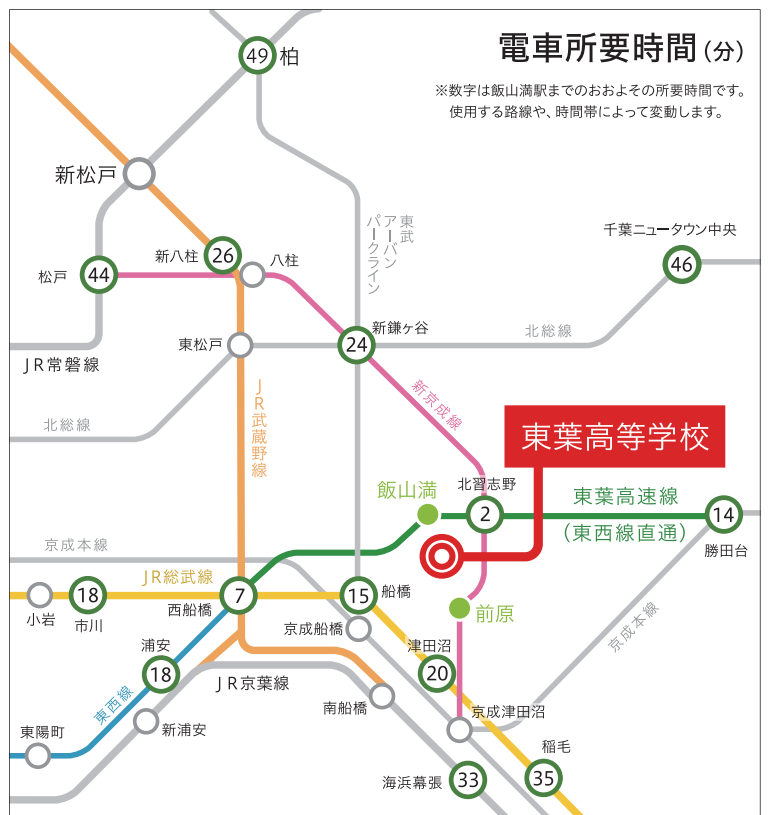 電車所要時間（分）
※数字は飯山満駅までのおおよその所要時間です。
使用する路線や、時間帯によって変動します。
49
柏
新松戸
東武
アーバン
パークライン
千葉ニュータウン中央
46
新八柱
26
八柱
松戸
44
新鎌ヶ谷
24
東松戸
北総線
JR常磐線
JR武蔵野線
新京成線
北総線
東葉高等学校
北習志野
飯山満
2
東葉高速線
（東西線直通）
14
勝田台
京成本線
JR総武線
小岩
18
市川
7
西船橋
15
船橋
前原
京成船橋
京成本線
浦安
18
津田沼
20
東西線
JR京葉線
東陽町
新浦安
南船橋
京成津田沼
稲毛
35
海浜幕張
33